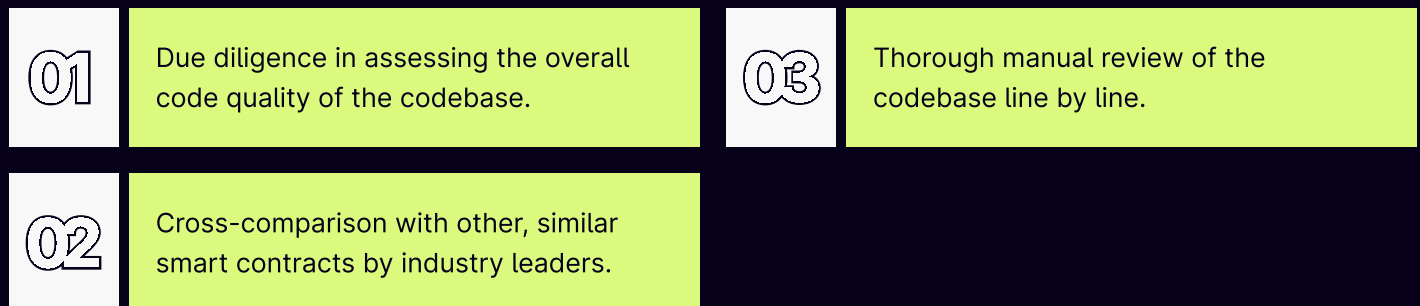 01
Due diligence in assessing the overall
code quality of the codebase.
02
Cross-comparison with other, similar
smart contracts by industry leaders.
03
Thorough manual review of the
codebase line by line.